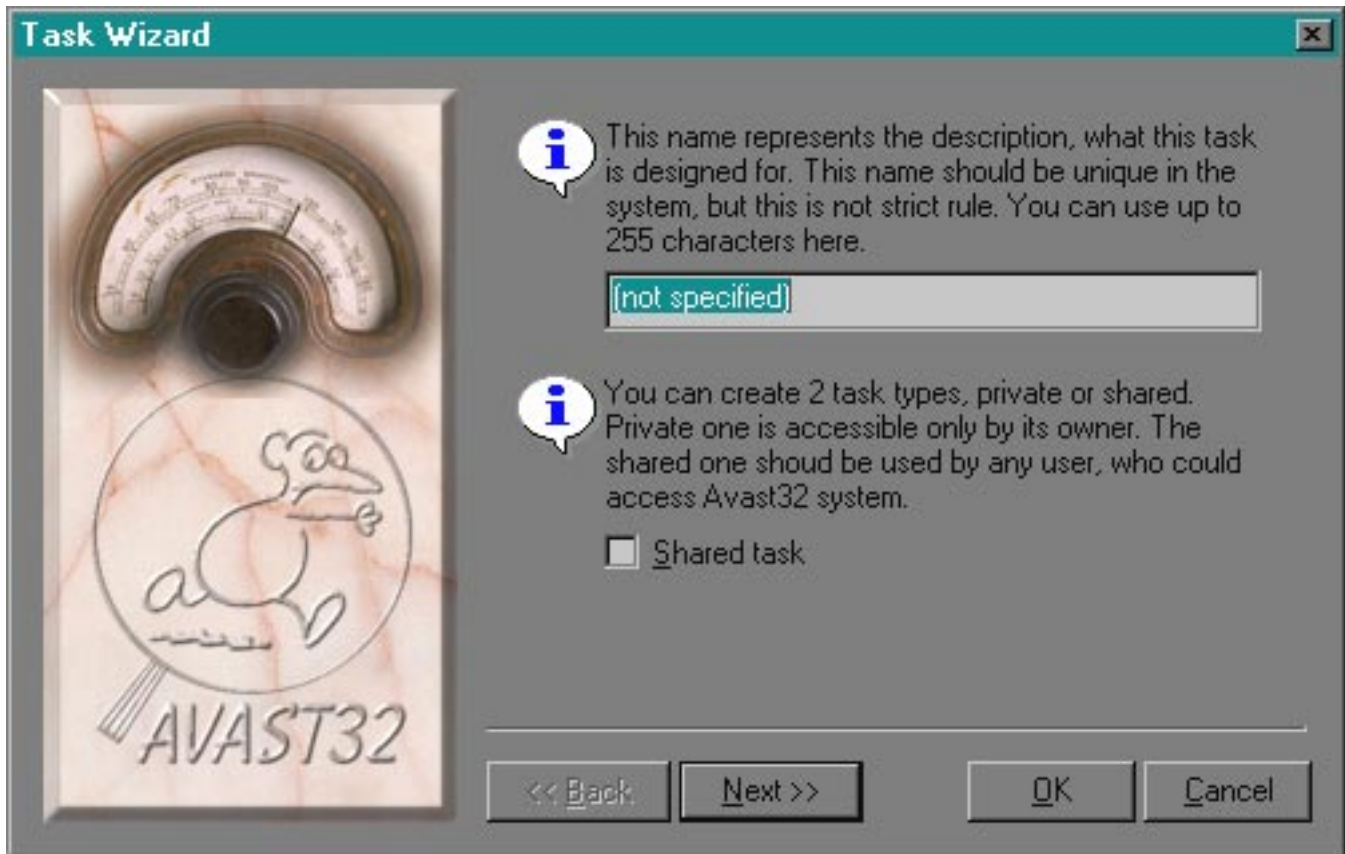 Task Wizard
This name represents the description, what this task
is designed for. This name should be unique in the
system, but this is not strict rule. You can use up to
255 characters here.
(not specified)
You can create 2 task types, private or shared.
Private one is accessible only by its owner. The
shared one shoud be used by any user, who could
access Avast32 system.
Shared task
AVAST32
<< Back
Next >>
OK
Cancel